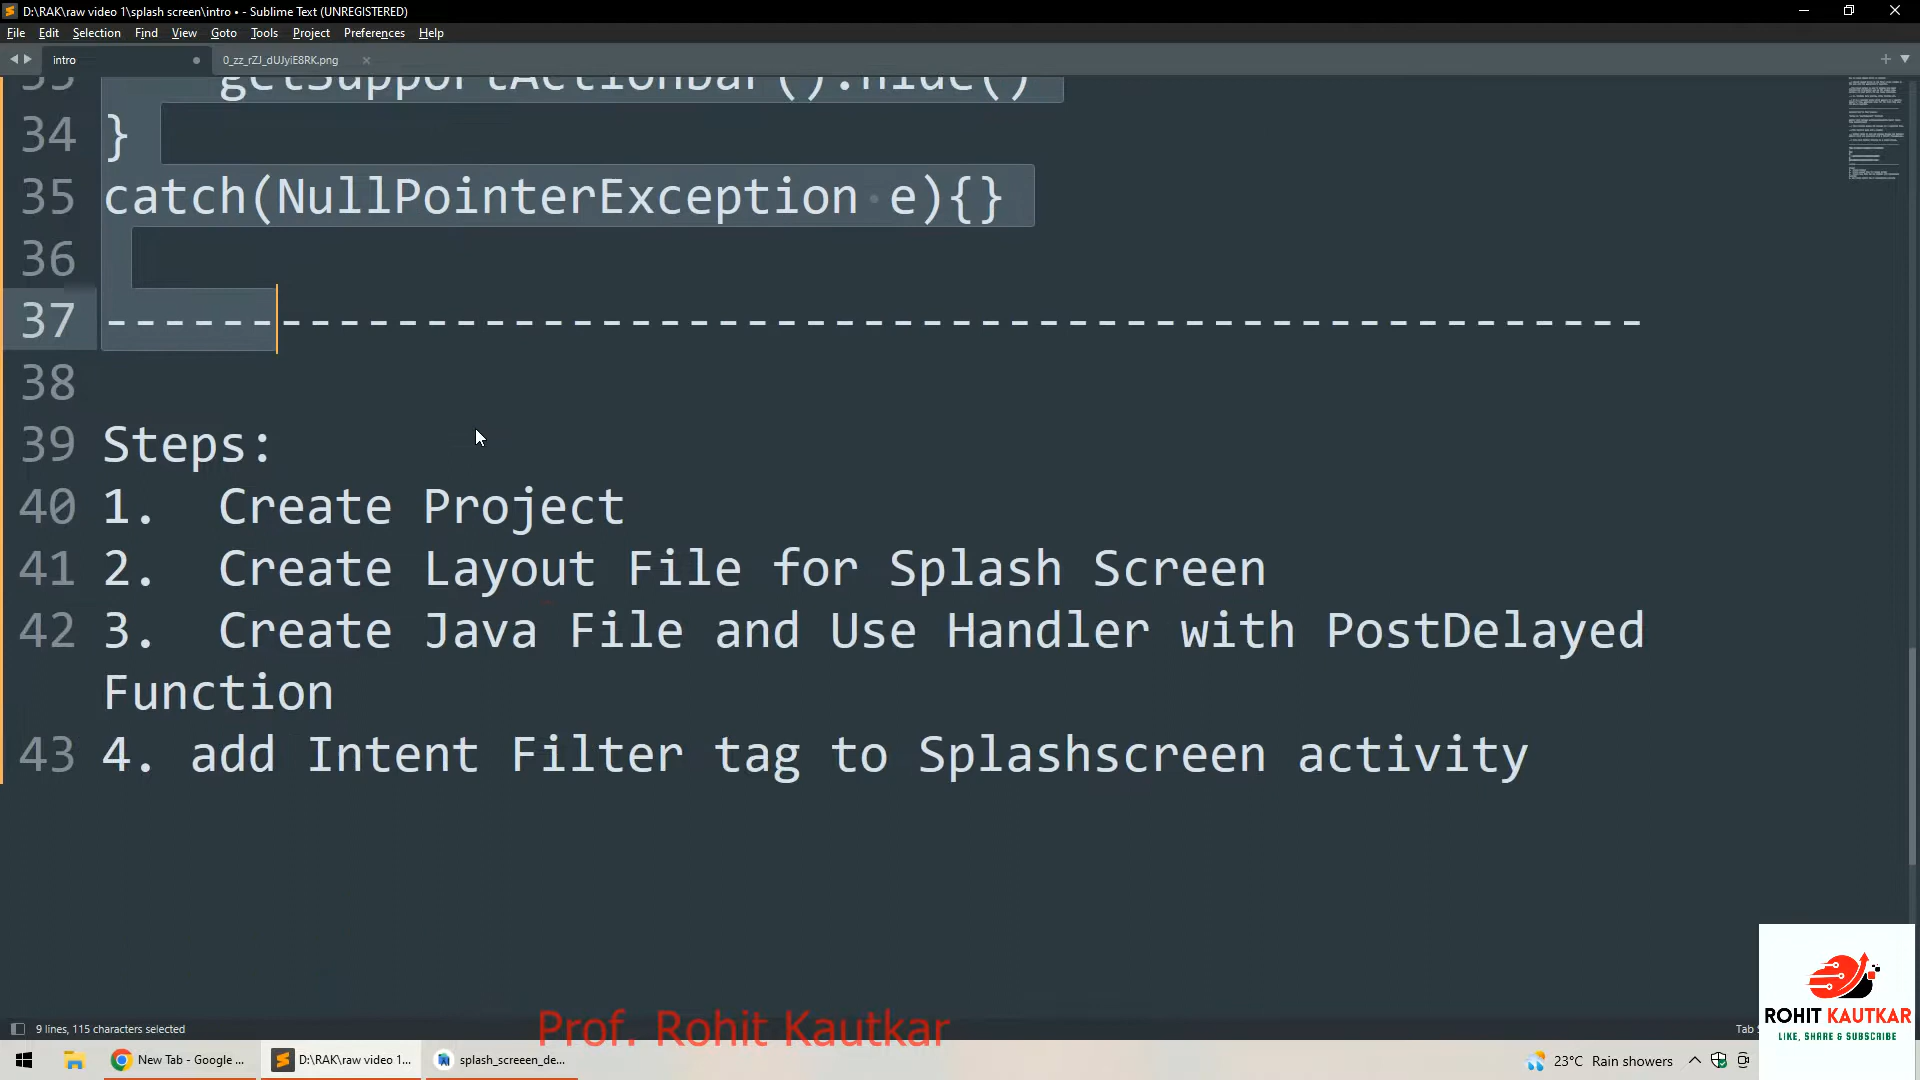 D:\RAK\raw video 1\splash screen\intro • - Sublime Text (UNREGISTERED)
File Edit Selection Find View Goto Tools Project Preferences Help
intro 0_zz_rZJ_dUJyiE8RK.png
33 getSupportActionBar().hide()
34 }
35 catch(NullPointerException e){}
36
37 -----------------------------------------------------
38
39 Steps:
40 1. Create Project
41 2. Create Layout File for Splash Screen
42 3. Create Java File and Use Handler with PostDelayed
Function
43 4. add Intent Filter tag to Splashscreen activity
9 lines, 115 characters selected
Tab
Prof. Rohit Kautkar
ROHIT KAUTKAR
LIKE, SHARE & SUBSCRIBE
New Tab - Google ... D:\RAK\raw video 1... splash_screeen_de... 23°C Rain showers